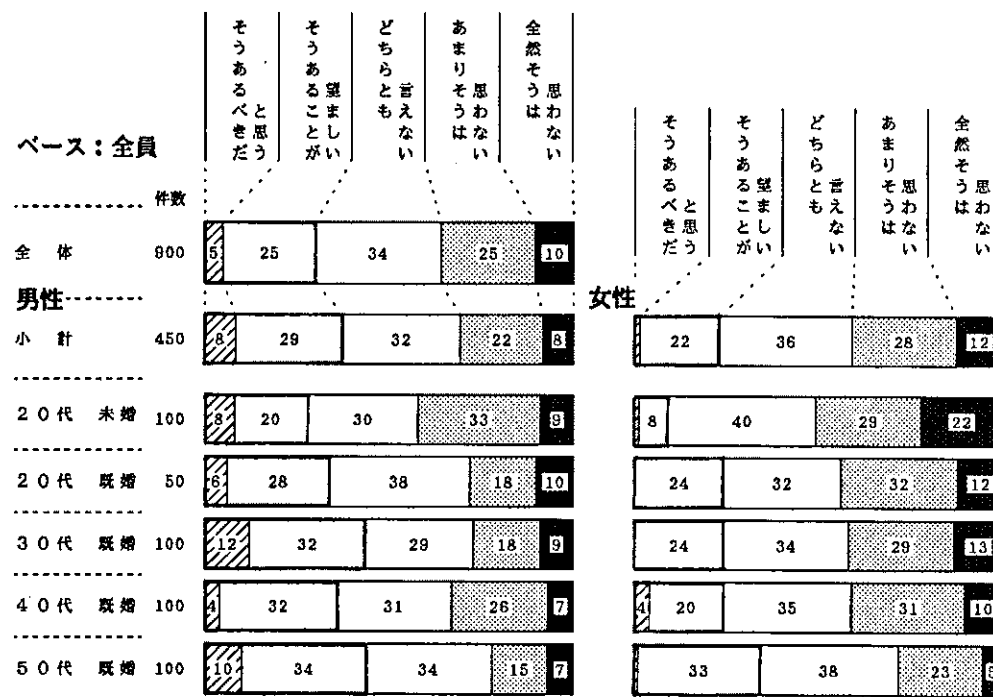 そうあるべきだと思う
そうあることが望ましい
どちらとも言えない
あまりそうは思わない
全然そうは思わない
ベース：全員
件数
全体 900 5 25 34 25 10
男性
小計 450 8 29 32 22 8
20代 未婚 100 8 20 30 33 9
20代 既婚 50 6 28 38 18 10
30代 既婚 100 12 32 29 18 9
40代 既婚 100 4 32 31 26 7
50代 既婚 100 10 34 34 15 7
そうあるべきだと思う
そうあることが望ましい
どちらとも言えない
あまりそうは思わない
全然そうは思わない
女性
22 36 28 12
8 40 29 22
24 32 32 12
24 34 29 13
4 20 35 31 10
33 38 23